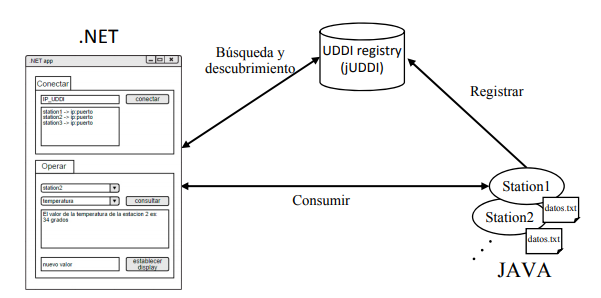 .NET
.NET app
Conectar
IP_UDDI
conectar
station1 -> ip:puerto
station2 -> ip:puerto
station3 -> ip:puerto
Operar
station2
temperatura
consultar
El valor de la temperatura de la estacion 2 es
34 grados
nuevo valor
establecer
display
Búsqueda y
descubrimiento
UDDI registry
(jUDDI)
Registrar
Consumir
Station1
datos.txt
Station2
datos.txt
JAVA